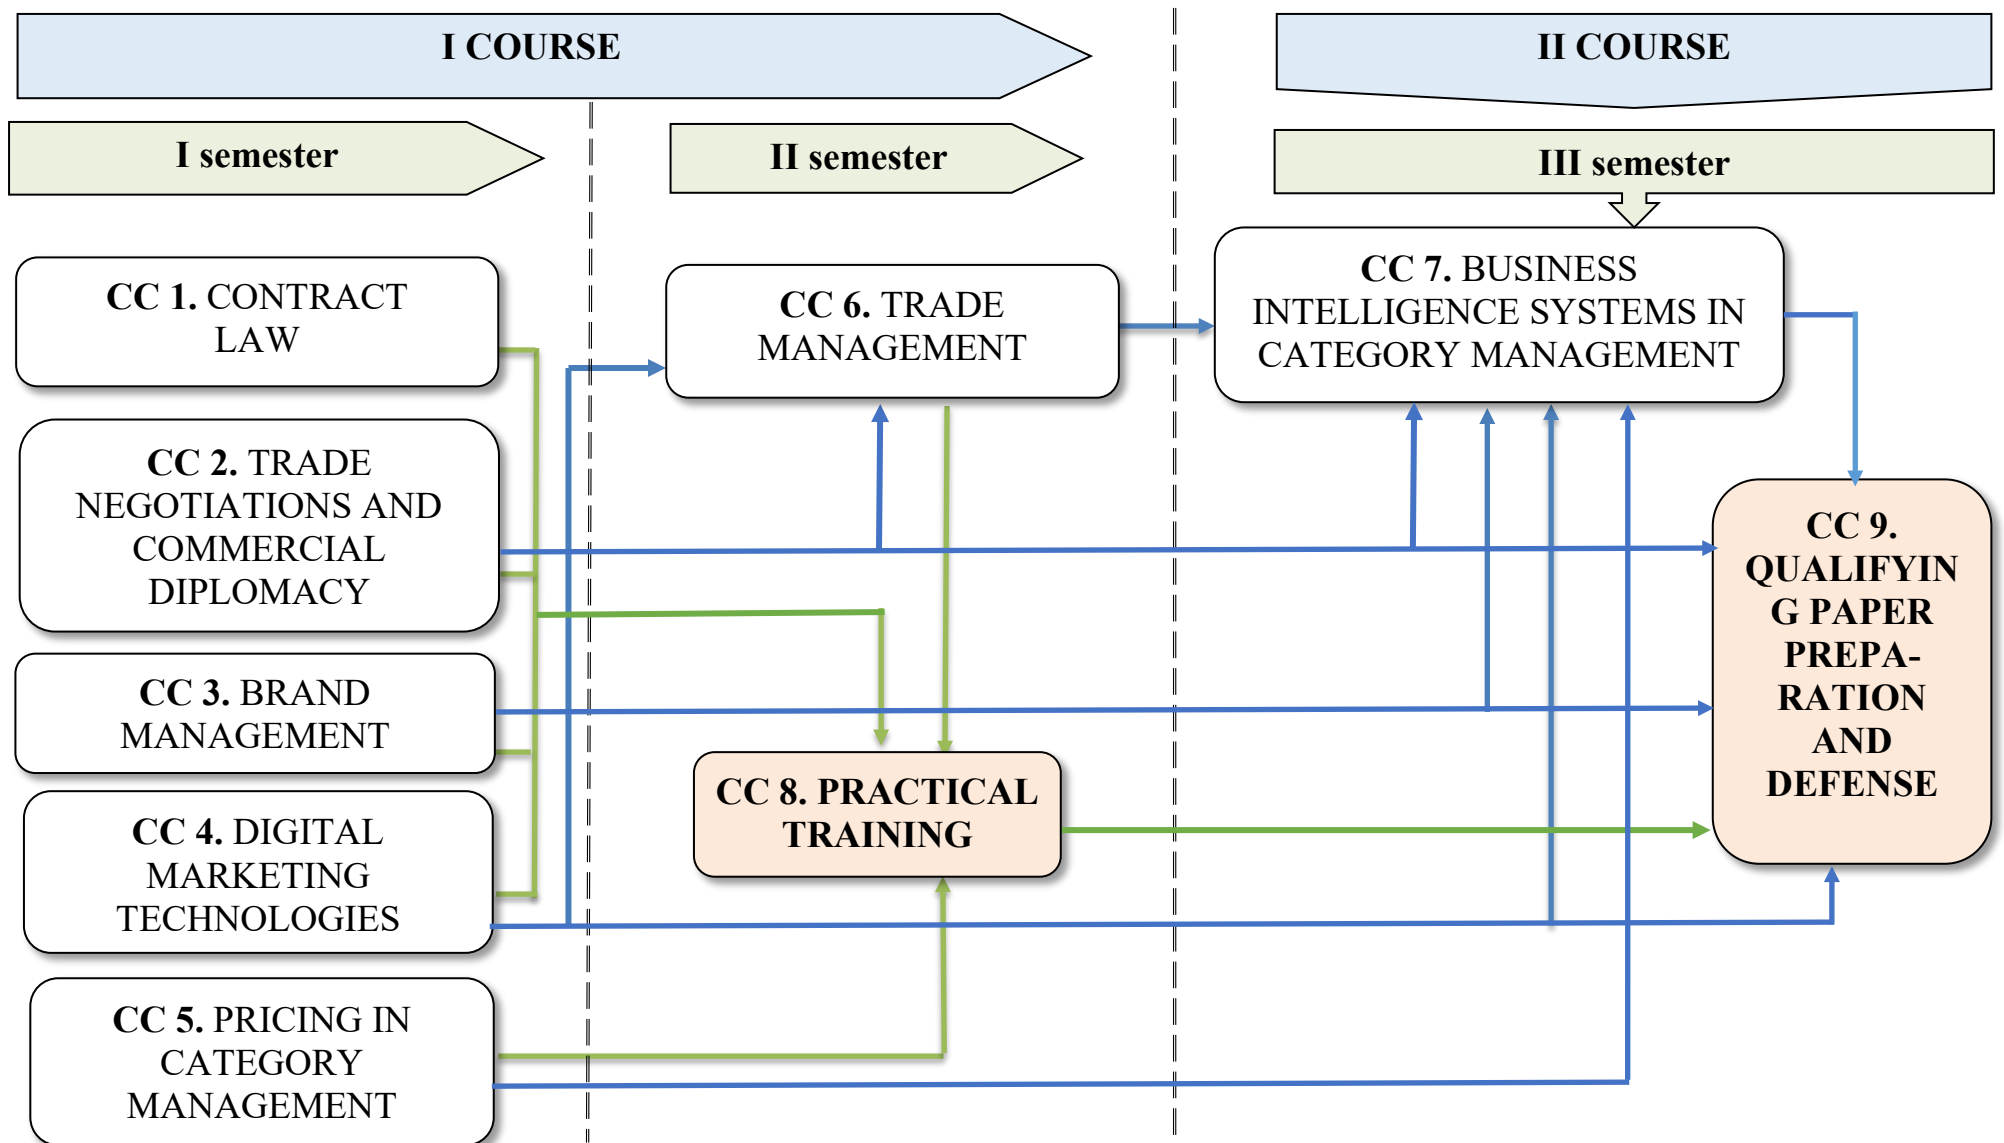 I COURSE
II COURSE
I semester
II semester
III semester
CC 1. CONTRACT
LAW
CC 2. TRADE
NEGOTIATIONS AND
COMMERCIAL
DIPLOMACY
CC 3. BRAND
MANAGEMENT
CC 4. DIGITAL
MARKETING
TECHNOLOGIES
CC 5. PRICING IN
CATEGORY
MANAGEMENT
CC 6. TRADE
MANAGEMENT
CC 8. PRACTICAL
TRAINING
CC 7. BUSINESS
INTELLIGENCE SYSTEMS IN
CATEGORY MANAGEMENT
CC 9.
QUALIFYIN
G PAPER
PREPA-
RATION
AND
DEFENSE